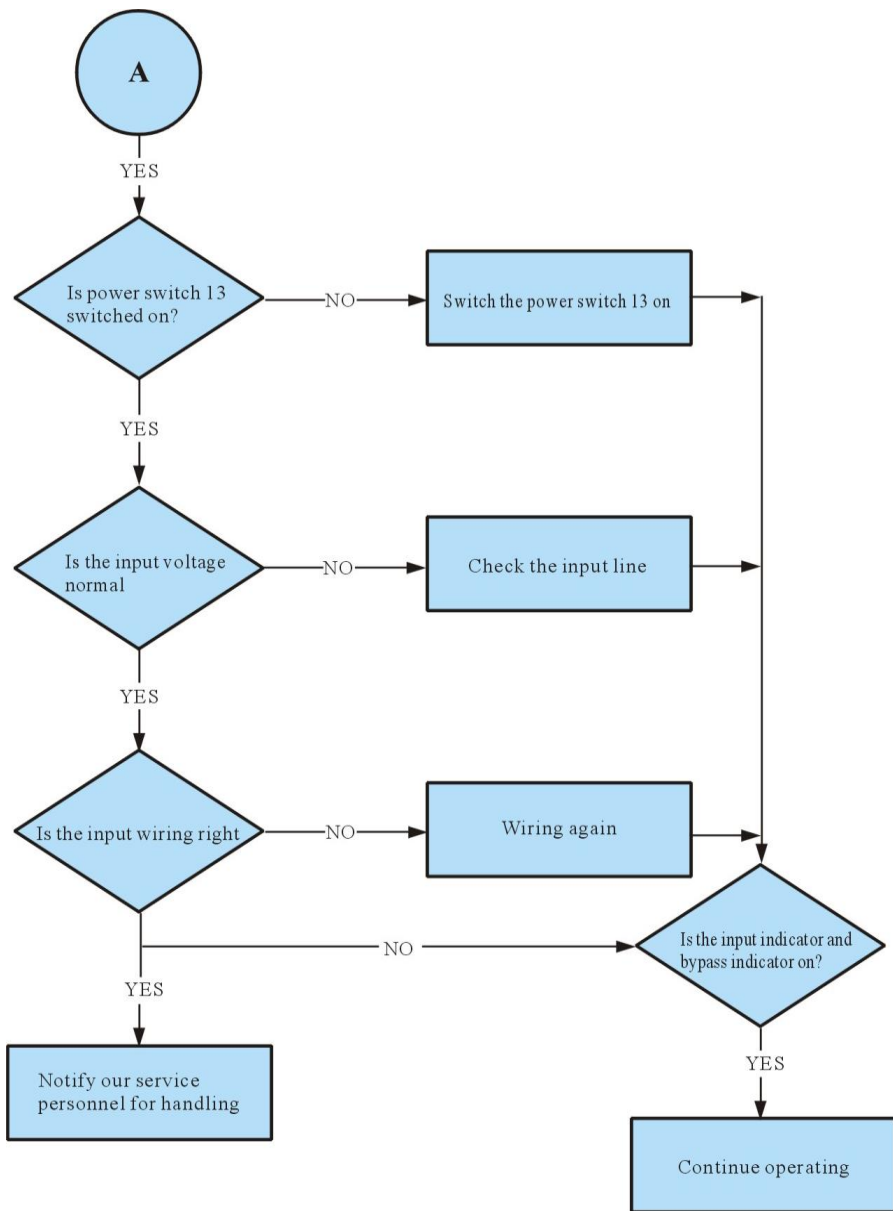 A
YES
Is power switch 13
switched on?
NO
Switch the power switch 13 on
YES
Is the input voltage
normal
NO
Check the input line
YES
Is the input wiring right
NO
Wiring again
NO
Is the input indicator and
bypass indicator on?
YES
YES
Notify our service
personnel for handling
Continue operating